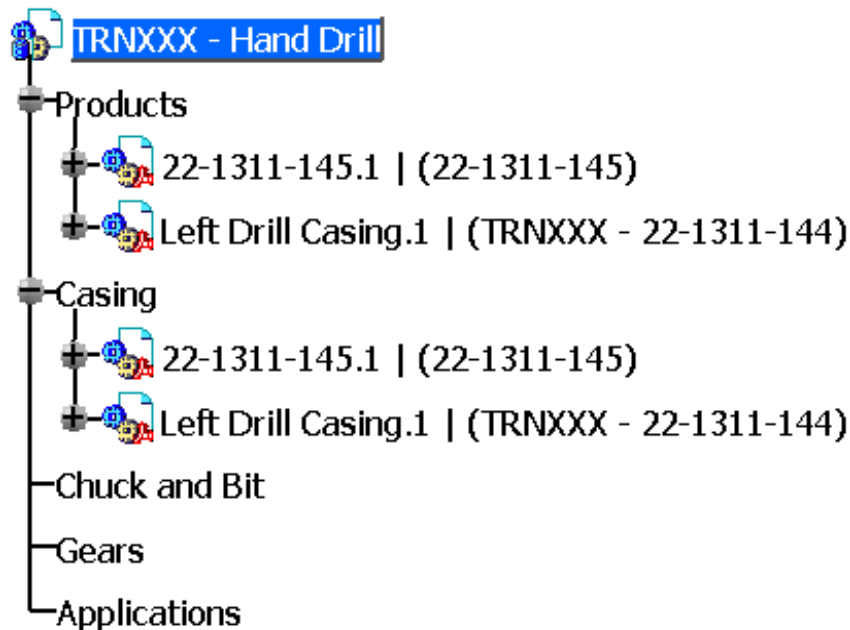 TRNXXX - Hand Drill
Products
22-1311-145.1 | (22-1311-145)
Left Drill Casing.1 | (TRNXXX - 22-1311-144)
Casing
22-1311-145.1 | (22-1311-145)
Left Drill Casing.1 | (TRNXXX - 22-1311-144)
Chuck and Bit
Gears
Applications